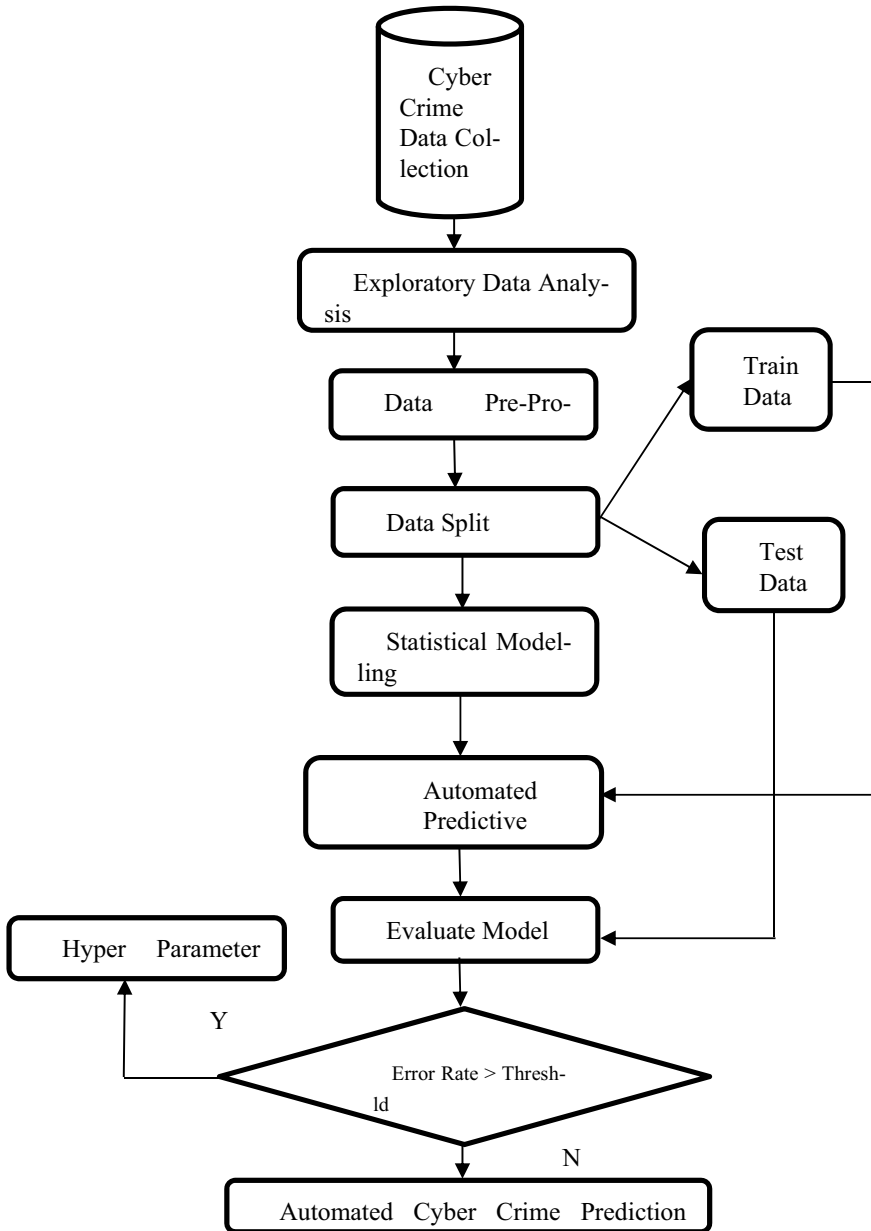 Cyber
Crime
Data Col-
lection
Exploratory Data Analy-
sis
Data Pre-Pro-
Train
Data
Data Split
Test
Data
Statistical Model-
ling
Automated
Predictive
Evaluate Model
Hyper Parameter
Y
Error Rate > Thresh-
ld
N
Automated Cyber Crime Prediction